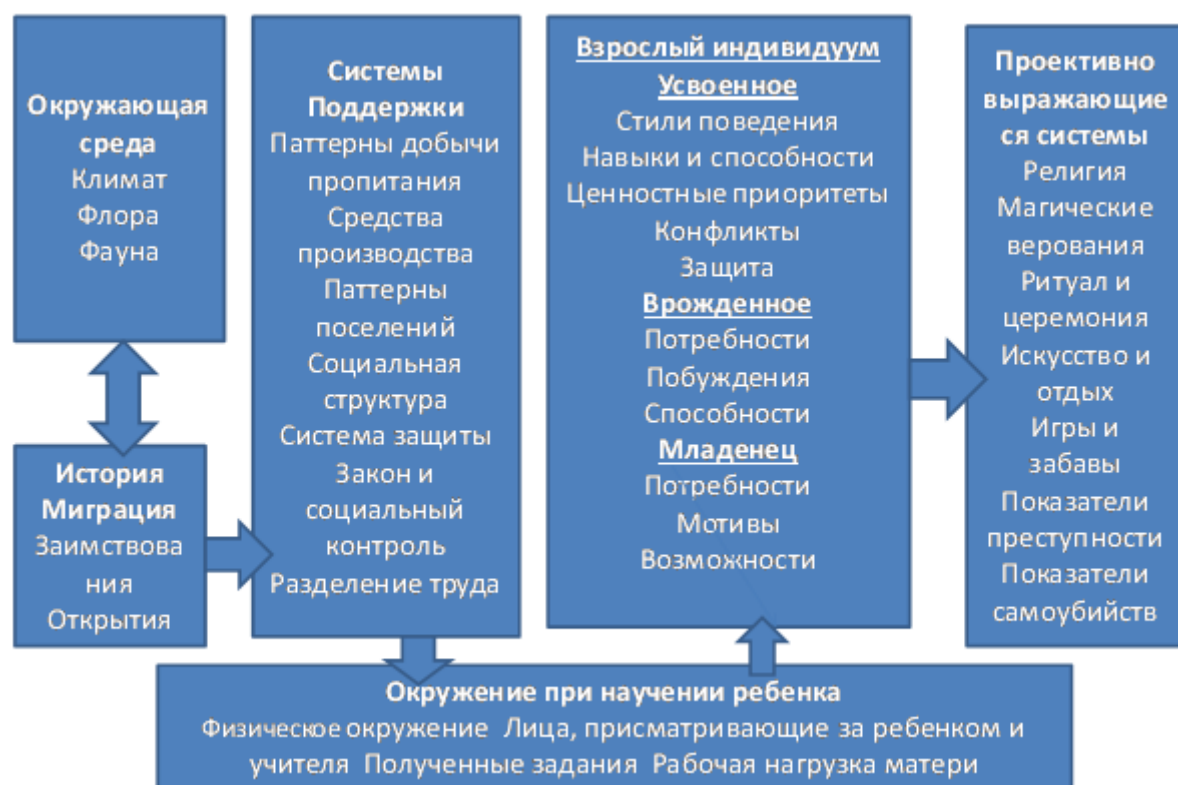 Окружающая
среда
Климат
Флора
Фауна
История
Миграция
Заимствова
ния
Открытия
Системы
Поддержки
Паттерны добычи
пропитания
Средства
производства
Паттерны
поселений
Социальная
структура
Система защиты
Закон и
социальный
контроль
Разделение труда
Взрослый индивидуум
Усвоенное
Стили поведения
Навыки и способности
Ценностные приоритеты
Конфликты
Защита
Врожденное
Потребности
Побуждения
Способности
Младенец
Потребности
Мотивы
Возможности
Проективно
выражающие
ся системы
Религия
Магические
верования
Ритуал и
церемония
Искусство и
отдых
Игры и
забавы
Показатели
преступности
Показатели
самоубийств
Окружение при научении ребенка
Физическое окружение  Лица, присматривающие за ребенком и
учителя  Полученные задания  Рабочая нагрузка матери